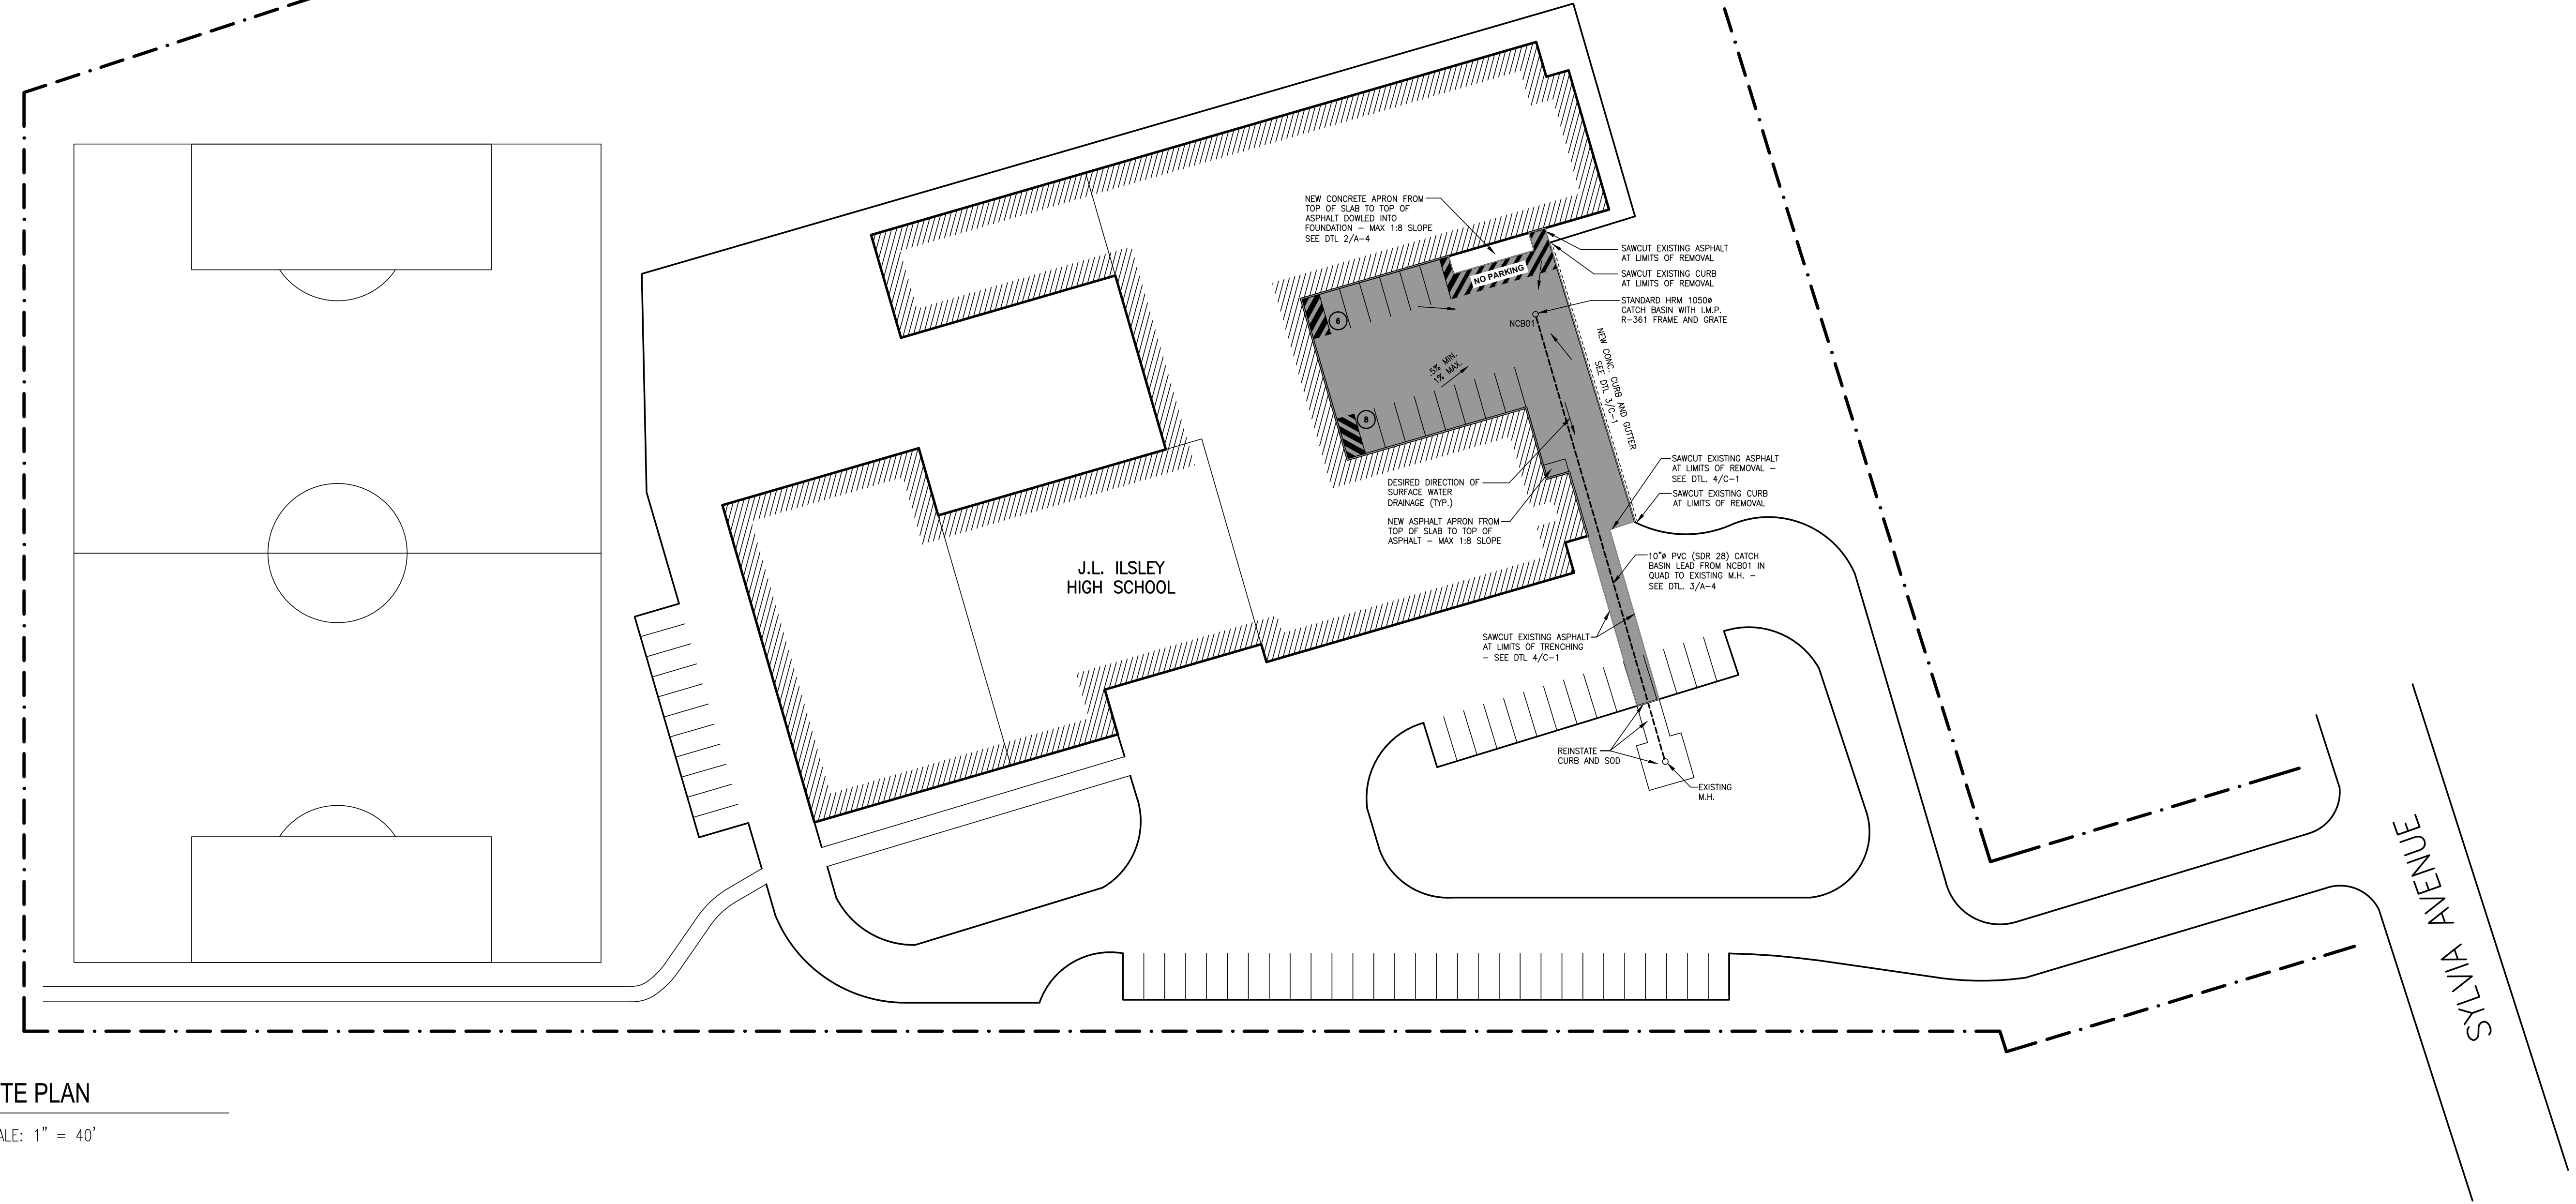 NEW CONCRETE APRON FROM
TOP OF SLAB TO TOP OF
ASPHALT DOWLED INTO
FOUNDATION – MAX 1:8 SLOPE
SEE DTL 2/A-4
NO PARKING
SAWCUT EXISTING ASPHALT
AT LIMITS OF REMOVAL
SAWCUT EXISTING CURB
AT LIMITS OF REMOVAL
STANDARD HRM 1050ø
CATCH BASIN WITH I.M.P.
R-361 FRAME AND GRATE
NCB01
6
NEW CONC. CURB AND GUTTER
SEE DTL 3/C-1
.5% MIN.
1% MAX.
8
SAWCUT EXISTING ASPHALT
AT LIMITS OF REMOVAL –
SEE DTL. 4/C-1
SAWCUT EXISTING CURB
AT LIMITS OF REMOVAL
DESIRED DIRECTION OF
SURFACE WATER
DRAINAGE (TYP.)
NEW ASPHALT APRON FROM
TOP OF SLAB TO TOP OF
ASPHALT – MAX 1:8 SLOPE
10"ø PVC (SDR 28) CATCH
BASIN LEAD FROM NCB01 IN
QUAD TO EXISTING M.H. –
SEE DTL. 3/A-4
J.L. ILSLEY
HIGH SCHOOL
SAWCUT EXISTING ASPHALT
AT LIMITS OF TRENCHING
– SEE DTL 4/C-1
REINSTATE
CURB AND SOD
EXISTING
M.H.
SYLVIA AVENUE
TE PLAN
ALE: 1" = 40'